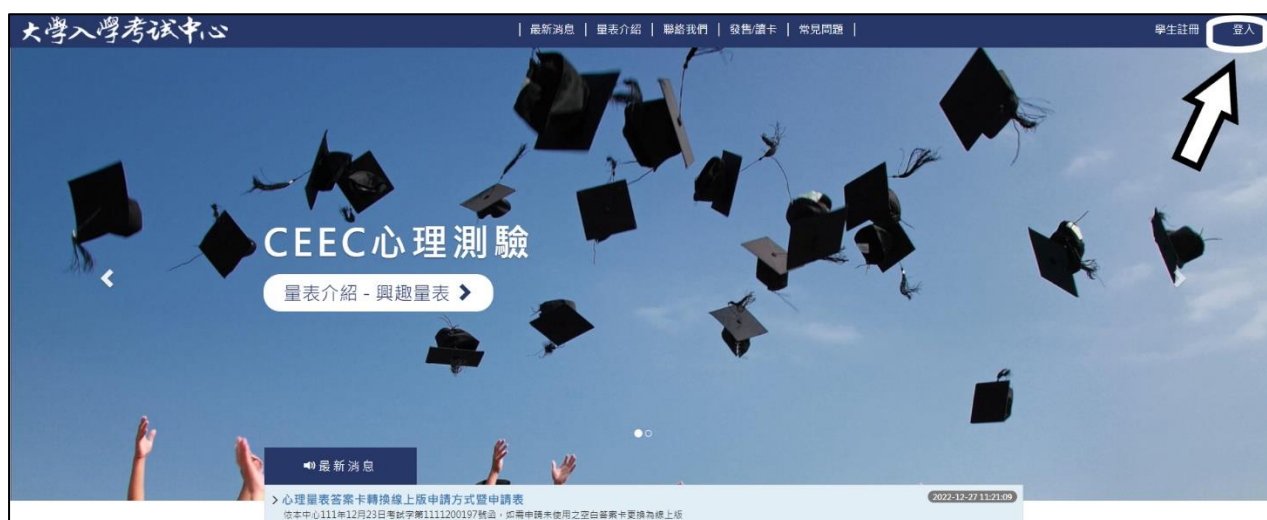 大學入學考試中心
| 最新消息 | 量表介紹 | 聯絡我們 | 發售/讀卡 | 常見問題 |
學生註冊 登入
CEEC心理測驗
量表介紹 - 興趣量表
最新消息
心理量表答案卡轉換線上版申請方式暨申請表
2022-12-27 11:21:09
依本中心111年12月23日考試字第1111200197號函，如需申請未使用之空白答案卡更換為線上版